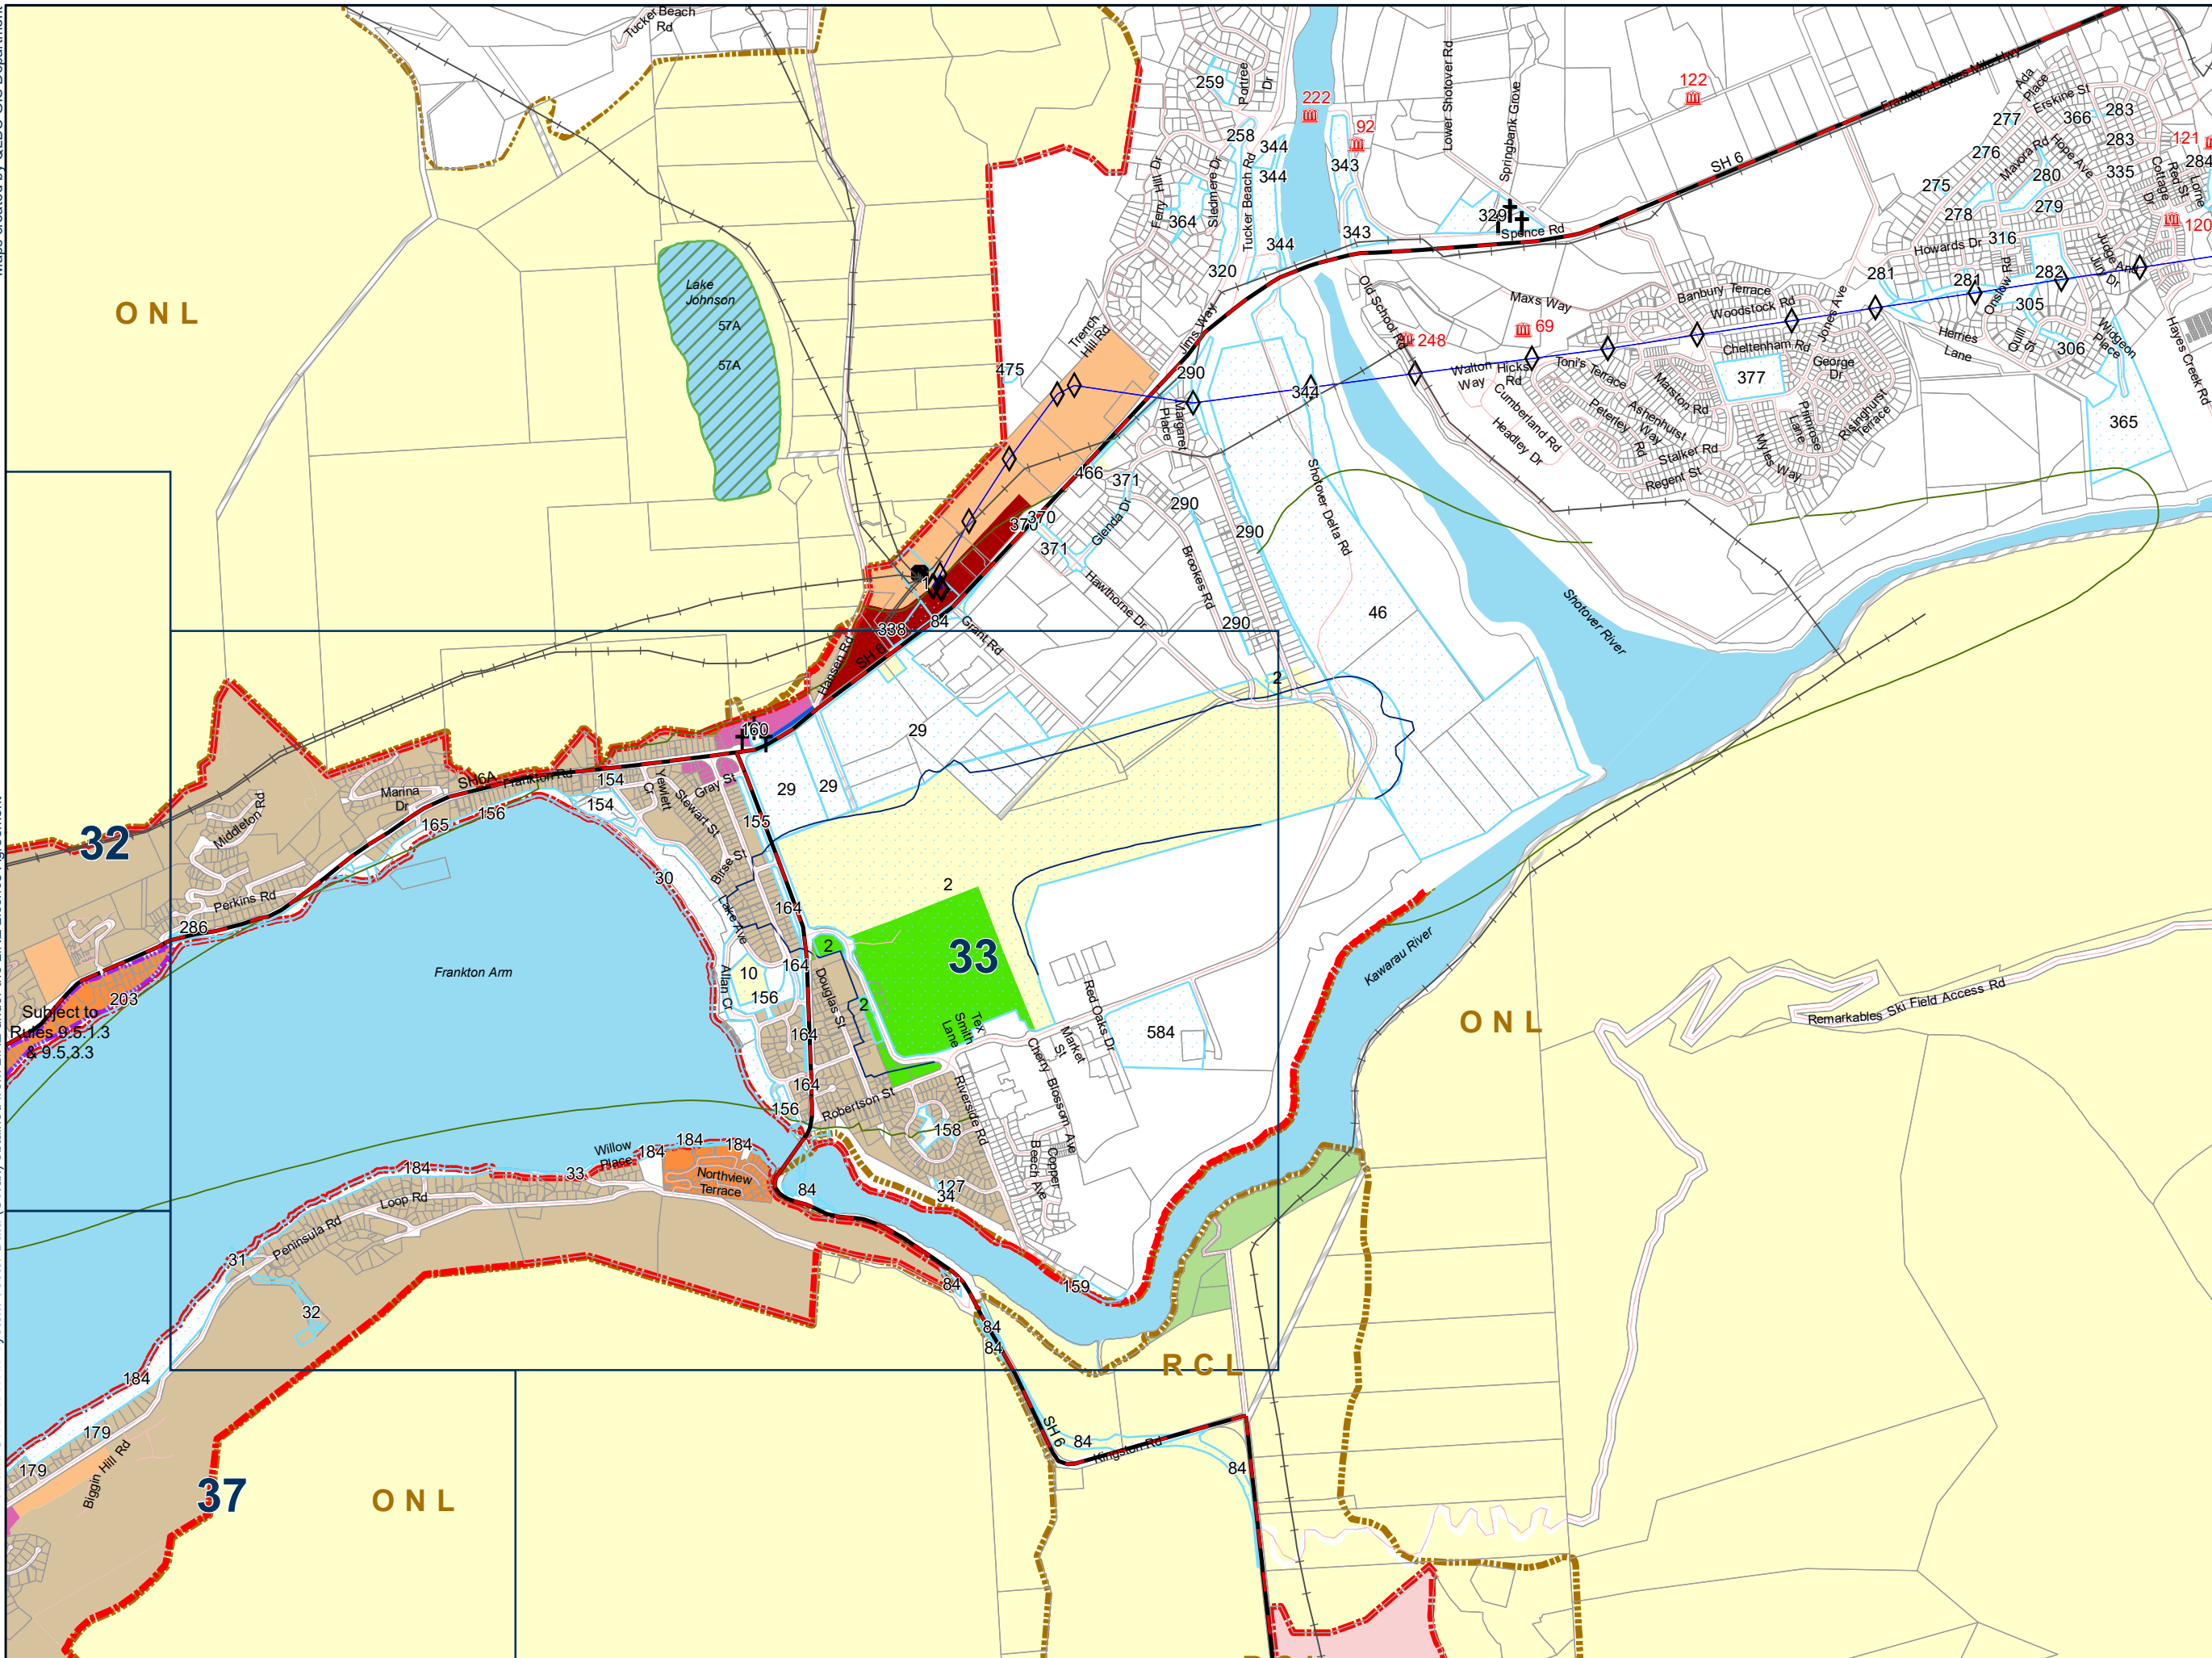 Tucker Beach
Rd
Lower Shotover Rd
Springbank Grove
122
SH 6
Frankton-Ladies Mile Hwy
Ada
Place
Erskine St
283
277
366
283
121
284
276
Mavora Rd
Hope Ave
280
335
Cottage
Dr
Red St
Lorne
275
278
279
120
259
Portree
Dr
222
92
258
344
343
344
Ferry Hill Dr
Sledmere Dr
Tucker Beach Rd
364
329
Spence Rd
343
344
320
Howards Dr
316
Judge And
Jury Dr
281
281
282
Onslow Rd
305
Herries
Lane
Quill
St
306
Widgeon
Place
Hayes Creek Rd
365
ONL
Lake
Johnson
57A
57A
Old School Rd
Maxs Way
Banbury Terrace
Woodstock Rd
Jones Ave
69
248
Trench
Hill Rd
Jims Way
475
290
344
Walton
Way
Hicks
Rd
Toni's Terrace
Cheltenham Rd
George
Dr
377
Marston Rd
Cumberland Rd
Headley Dr
Peterley
Rd
Ashenhurst
Way
Stalker Rd
Regent St
Myles Way
Primrose
Lane
Risinghurst
Terrace
Margaret
Place
466
371
290
Shotover Delta Rd
370
370
371
Glenda Dr
290
Brookes Rd
Hawthorne Dr
1
338
84
Grant Rd
290
46
Shotover River
Hansen Rd
SH 6
2
160
29
29
29
SH 6A
Frankton Rd
154
154
Marina
Dr
Yewlett
Cr
Stewart St
Gray St
165
156
155
Middleton Rd
32
Birse St
30
2
Perkins Rd
286
Lake Ave
164
33
2
164
Frankton Arm
10
Allan Cr
156
Douglas St
2
203
Subject to
Rules 9.5.1.3
& 9.5.3.3
164
Tex
Smith
Lane
Red Oaks Dr
Market
St
584
Kawarau River
ONL
Remarkables Ski Field Access Rd
Cherry Blossom Ave
164
156
Robertson St
Riverside Rd
158
Beech Ave
Copper
Willow
Place
184
184
184
184
33
Northview
Terrace
84
127
34
Loop Rd
Peninsula Rd
31
32
84
159
84
84
RCL
184
179
179
Biggin Hill Rd
37
ONL
SH 6
84
Kingston Rd
84